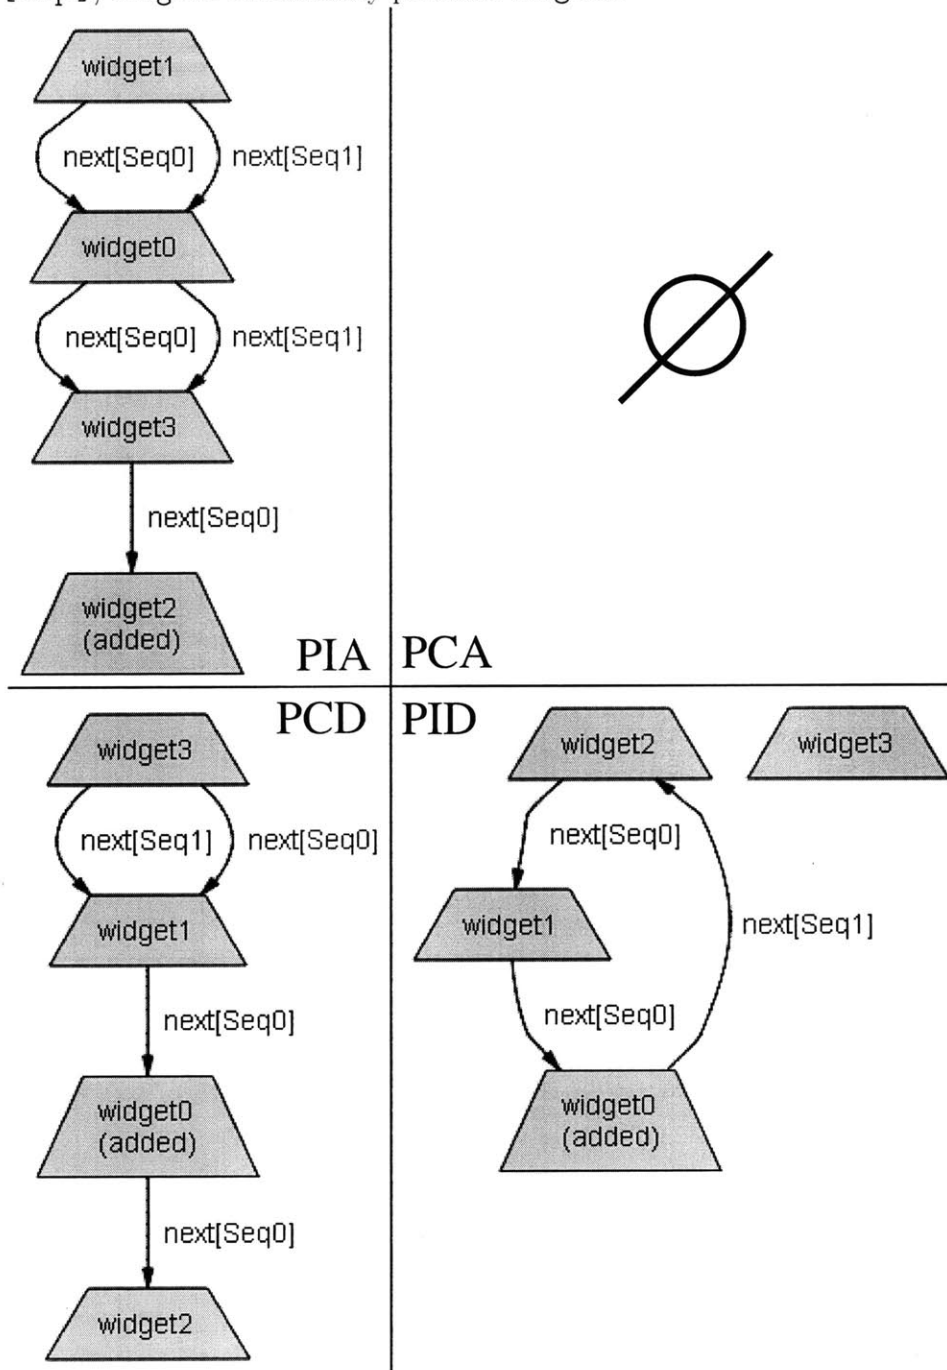 widget1
next[Seq0] next[Seq1]
widget0
next[Seq0] next[Seq1]
widget3
next[Seq0]
widget2
(added)
PIA
PCA
PCD
widget3
next[Seq1] next[Seq0]
widget1
next[Seq0]
widget0
(added)
next[Seq0]
widget2
PID
widget2
widget3
next[Seq0]
widget1
next[Seq1]
next[Seq0]
widget0
(added)